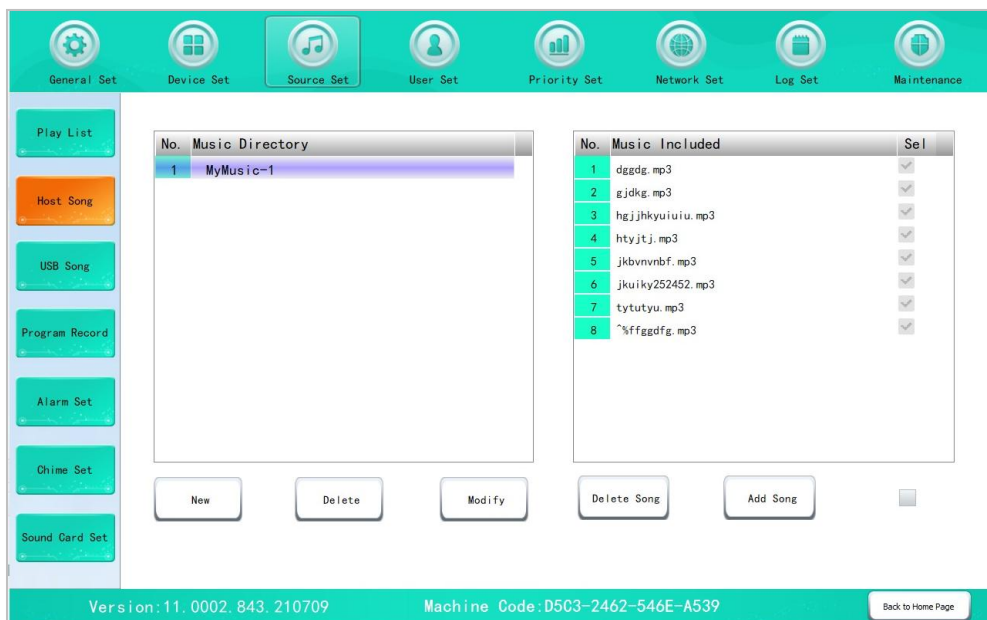 General Set Device Set Source Set User Set Priority Set Network Set Log Set Maintenance
Play List
Host Song
USB Song
Program Record
Alarm Set
Chime Set
Sound Card Set
No. Music Directory
1 MyMusic-1
No. Music Included Sel
1 dggdg.mp3
2 gjdkg.mp3
3 hgjjhkyuiuiu.mp3
4 htyjtj.mp3
5 jkbvnvnbf.mp3
6 jkuiky252452.mp3
7 tytutyu.mp3
8 ^%ffggdfg.mp3
New Delete Modify Delete Song Add Song
Version:11.0002.843.210709 Machine Code:D5C3-2462-546E-A539 Back to Home Page